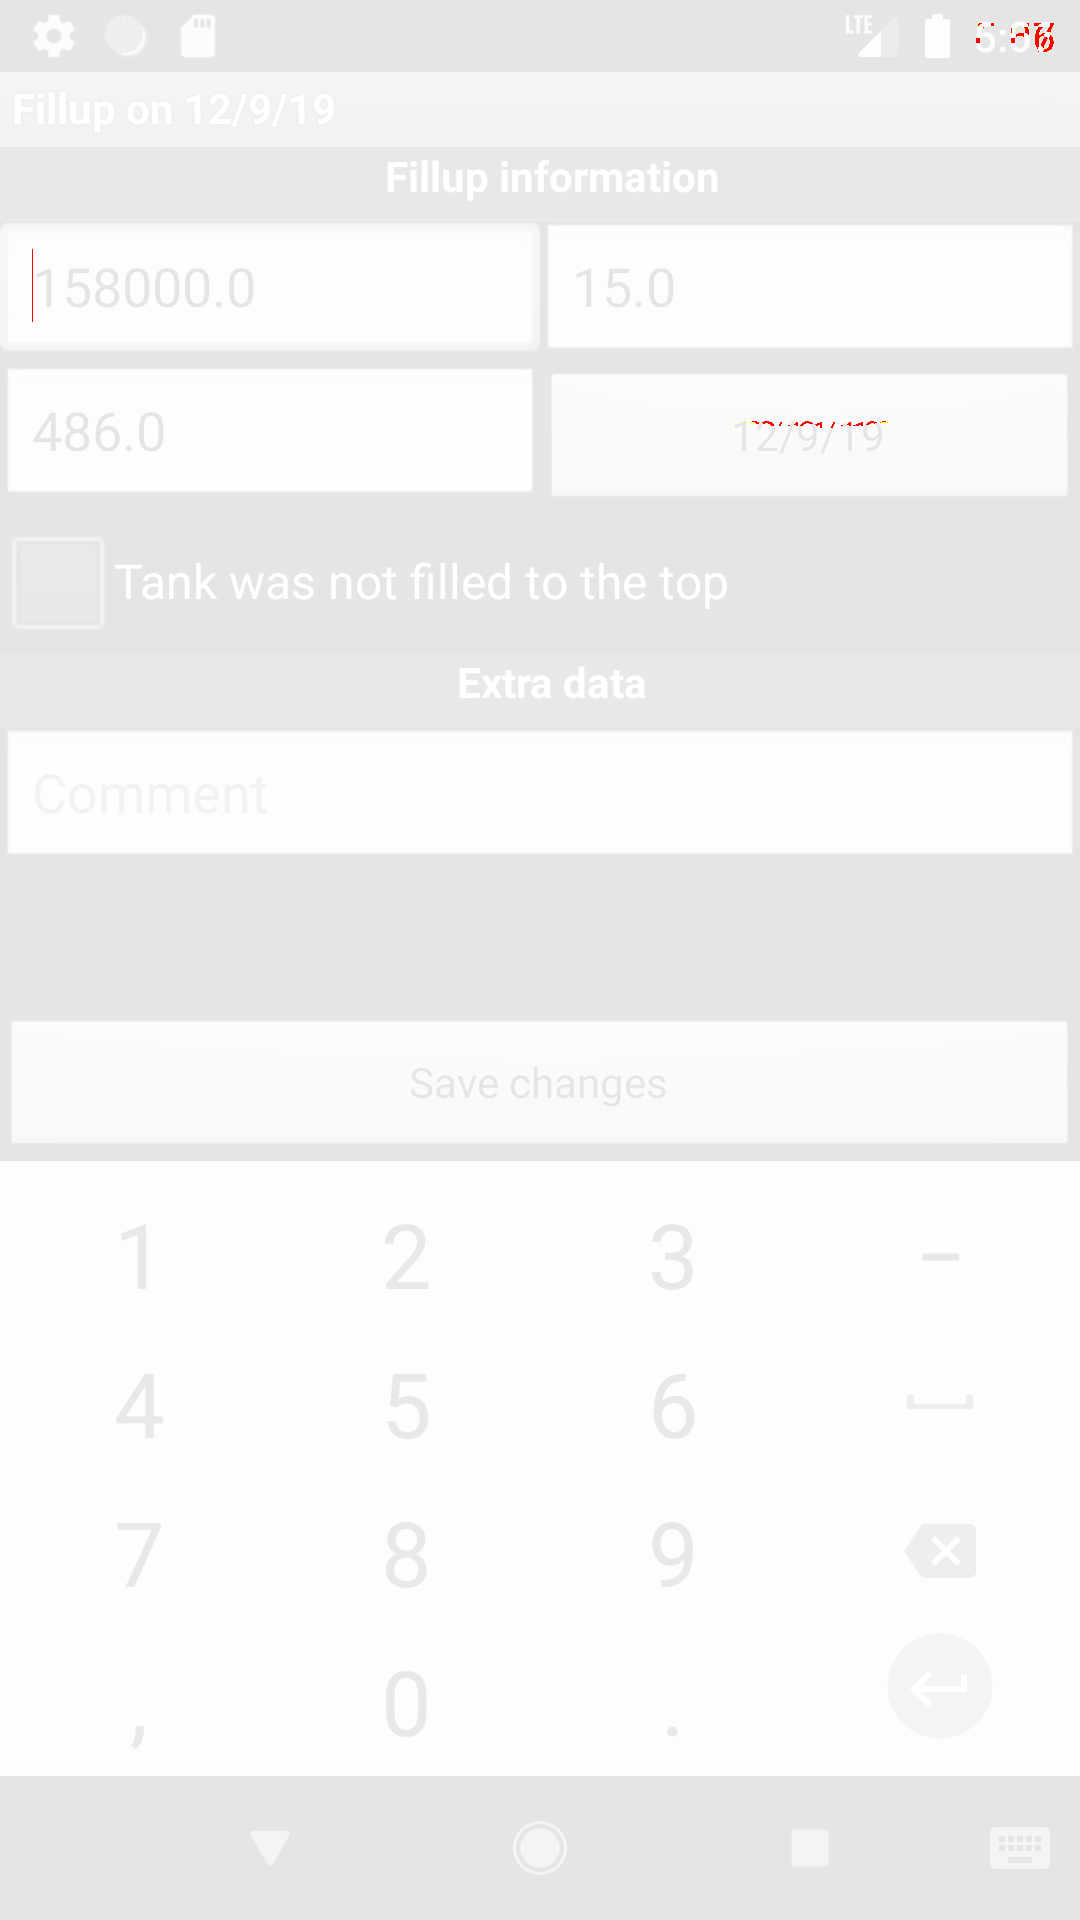 LTE
Fillup on 12/9/19
Fillup information
158000.0 15.0
486.0 12/9/19
Tank was not filled to the top
Extra data
Comment
Save changes
1 2 3 –
4 5 6
7 8 9
, 0 .